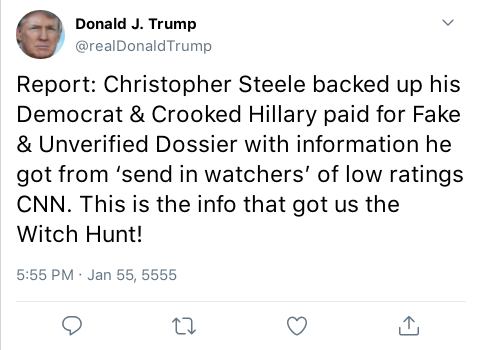 Donald J. Trump
@realDonaldTrump
Report: Christopher Steele backed up his
Democrat & Crooked Hillary paid for Fake
& Unverified Dossier with information he
got from ‘send in watchers’ of low ratings
CNN. This is the info that got us the
Witch Hunt!
5:55 PM · Jan 55, 5555